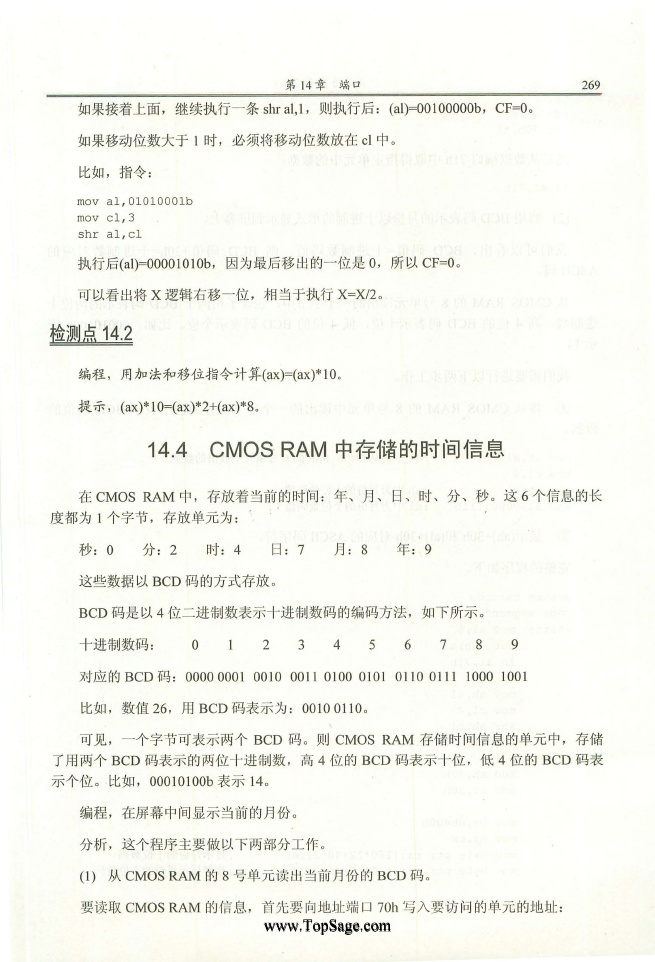 第 14 章 端口 269
如果接着上面，继续执行一条 shr al,1，则执行后：(al)=00100000b，CF=0。
如果移动位数大于 1 时，必须将移动位数放在 cl 中。
比如，指令：
mov al,01010001b
mov cl,3
shr al,cl
执行后(al)=00001010b，因为最后移出的一位是 0，所以 CF=0。
可以看出将 X 逻辑右移一位，相当于执行 X=X/2。
检测点 14.2
编程，用加法和移位指令计算(ax)=(ax)*10。
提示，(ax)*10=(ax)*2+(ax)*8。
14.4 CMOS RAM 中存储的时间信息
在 CMOS RAM 中，存放着当前的时间：年、月、日、时、分、秒。这 6 个信息的长
度都为 1 个字节，存放单元为：
秒：0 分：2 时：4 日：7 月：8 年：9
这些数据以 BCD 码的方式存放。
BCD 码是以 4 位二进制数表示十进制数码的编码方法，如下所示。
十进制数码： 0 1 2 3 4 5 6 7 8 9
对应的 BCD 码：0000 0001 0010 0011 0100 0101 0110 0111 1000 1001
比如，数值 26，用 BCD 码表示为：0010 0110。
可见，一个字节可表示两个 BCD 码。则 CMOS RAM 存储时间信息的单元中，存储
了用两个 BCD 码表示的两位十进制数，高 4 位的 BCD 码表示十位，低 4 位的 BCD 码表
示个位。比如，00010100b 表示 14。
编程，在屏幕中间显示当前的月份。
分析，这个程序主要做以下两部分工作。
(1) 从 CMOS RAM 的 8 号单元读出当前月份的 BCD 码。
要读取 CMOS RAM 的信息，首先要向地址端口 70h 写入要访问的单元的地址：
www.TopSage.com